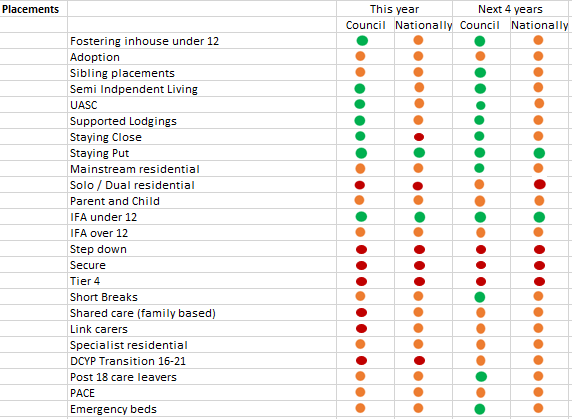 Placements This year Next 4 years
Council Nationally Council Nationally
Fostering inhouse under 12
Adoption
Sibling placements
Semi Indpendent Living
UASC
Supported Lodgings
Staying Close
Staying Put
Mainstream residential
Solo / Dual residential
Parent and Child
IFA under 12
IFA over 12
Step down
Secure
Tier 4
Short Breaks
Shared care (family based)
Link carers
Specialist residential
DCYP Transition 16-21
Post 18 care leavers
PACE
Emergency beds